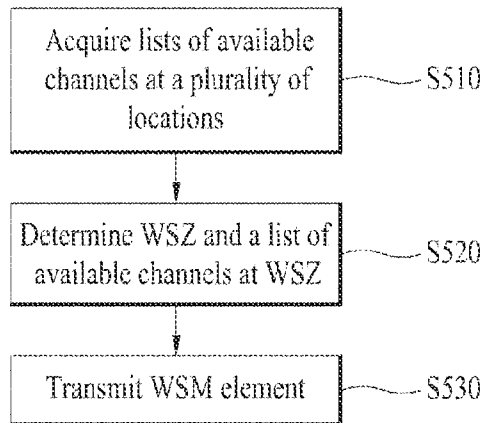 Acquire lists of available
channels at a plurality of
locations
S510
Determine WSZ and a list of
available channels at WSZ
S520
Transmit WSM element
S530